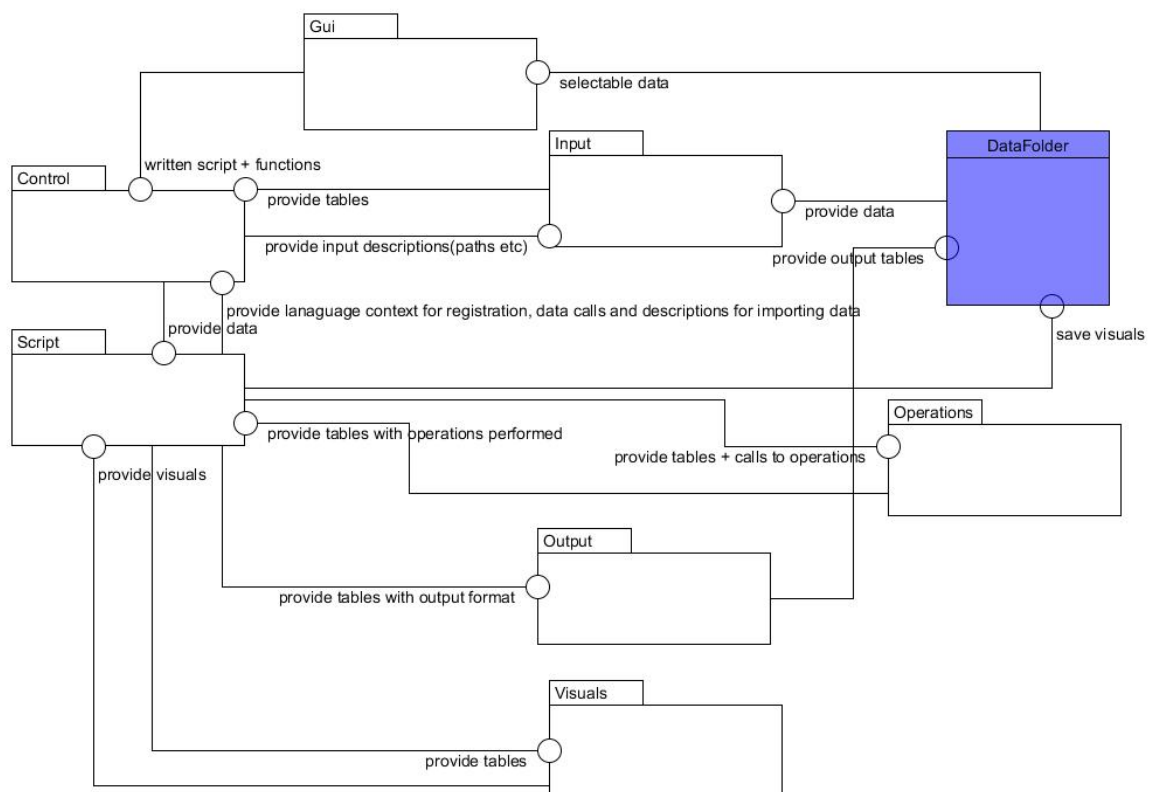 Gui
selectable data
Input
DataFolder
written script + functions
Control
provide tables
provide data
provide input descriptions(paths etc)
provide output tables
provide lanaguage context for registration, data calls and descriptions for importing data
provide data
Script
save visuals
Operations
provide tables with operations performed
provide tables + calls to operations
provide visuals
Output
provide tables with output format
Visuals
provide tables